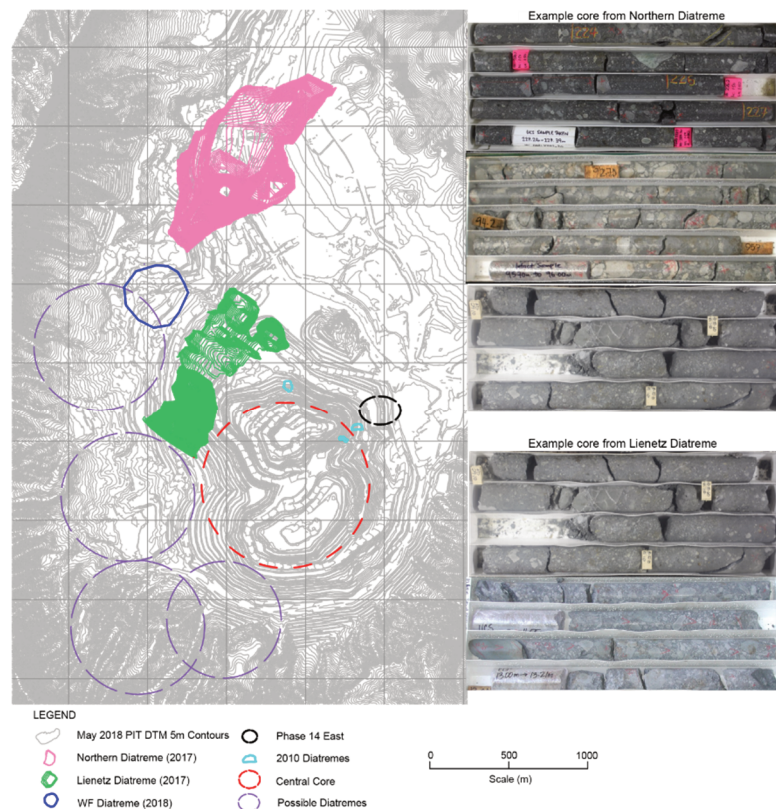 Example core from Northern Diatreme
Example core from Lienetz Diatreme
LEGEND
May 2018 PIT DTM 5m Contours
Northern Diatreme (2017)
Lienetz Diatreme (2017)
WF Diatreme (2018)
Phase 14 East
2010 Diatremes
Central Core
Possible Diatremes
0 500 1000
Scale (m)